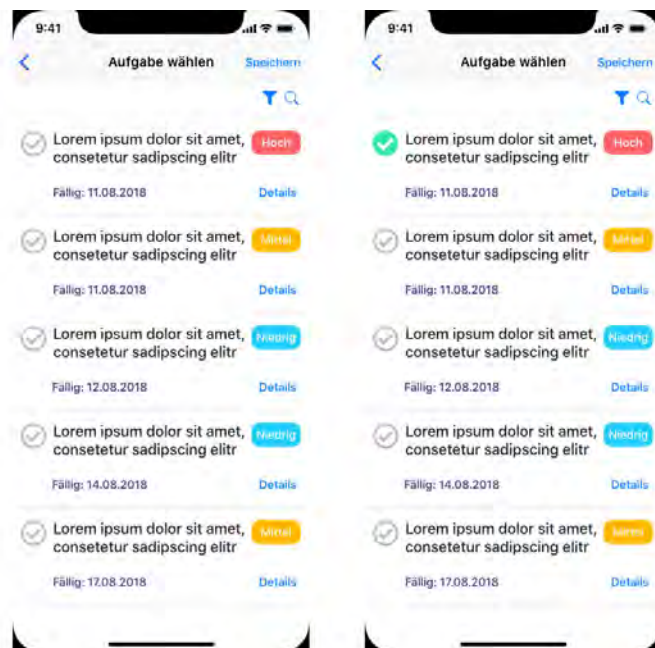 9:41
Aufgabe wählen Speichern
Lorem ipsum dolor sit amet, Hoch
consetetur sadipscing elitr
Fällig: 11.08.2018 Details
Lorem ipsum dolor sit amet, Mittel
consetetur sadipscing elitr
Fällig: 11.08.2018 Details
Lorem ipsum dolor sit amet, Niedrig
consetetur sadipscing elitr
Fällig: 12.08.2018 Details
Lorem ipsum dolor sit amet, Niedrig
consetetur sadipscing elitr
Fällig: 14.08.2018 Details
Lorem ipsum dolor sit amet, Mittel
consetetur sadipscing elitr
Fällig: 17.08.2018 Details
9:41
Aufgabe wählen Speichern
Lorem ipsum dolor sit amet, Hoch
consetetur sadipscing elitr
Fällig: 11.08.2018 Details
Lorem ipsum dolor sit amet, Mittel
consetetur sadipscing elitr
Fällig: 11.08.2018 Details
Lorem ipsum dolor sit amet, Niedrig
consetetur sadipscing elitr
Fällig: 12.08.2018 Details
Lorem ipsum dolor sit amet, Niedrig
consetetur sadipscing elitr
Fällig: 14.08.2018 Details
Lorem ipsum dolor sit amet, Mittel
consetetur sadipscing elitr
Fällig: 17.08.2018 Details